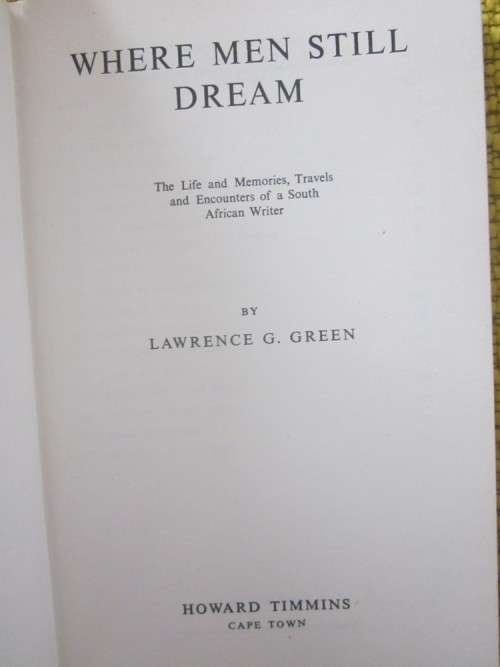 WHERE MEN STILL
DREAM
The Life and Memories, Travels
and Encounters of a South
African Writer
BY
LAWRENCE G. GREEN
HOWARD TIMMINS
CAPE TOWN